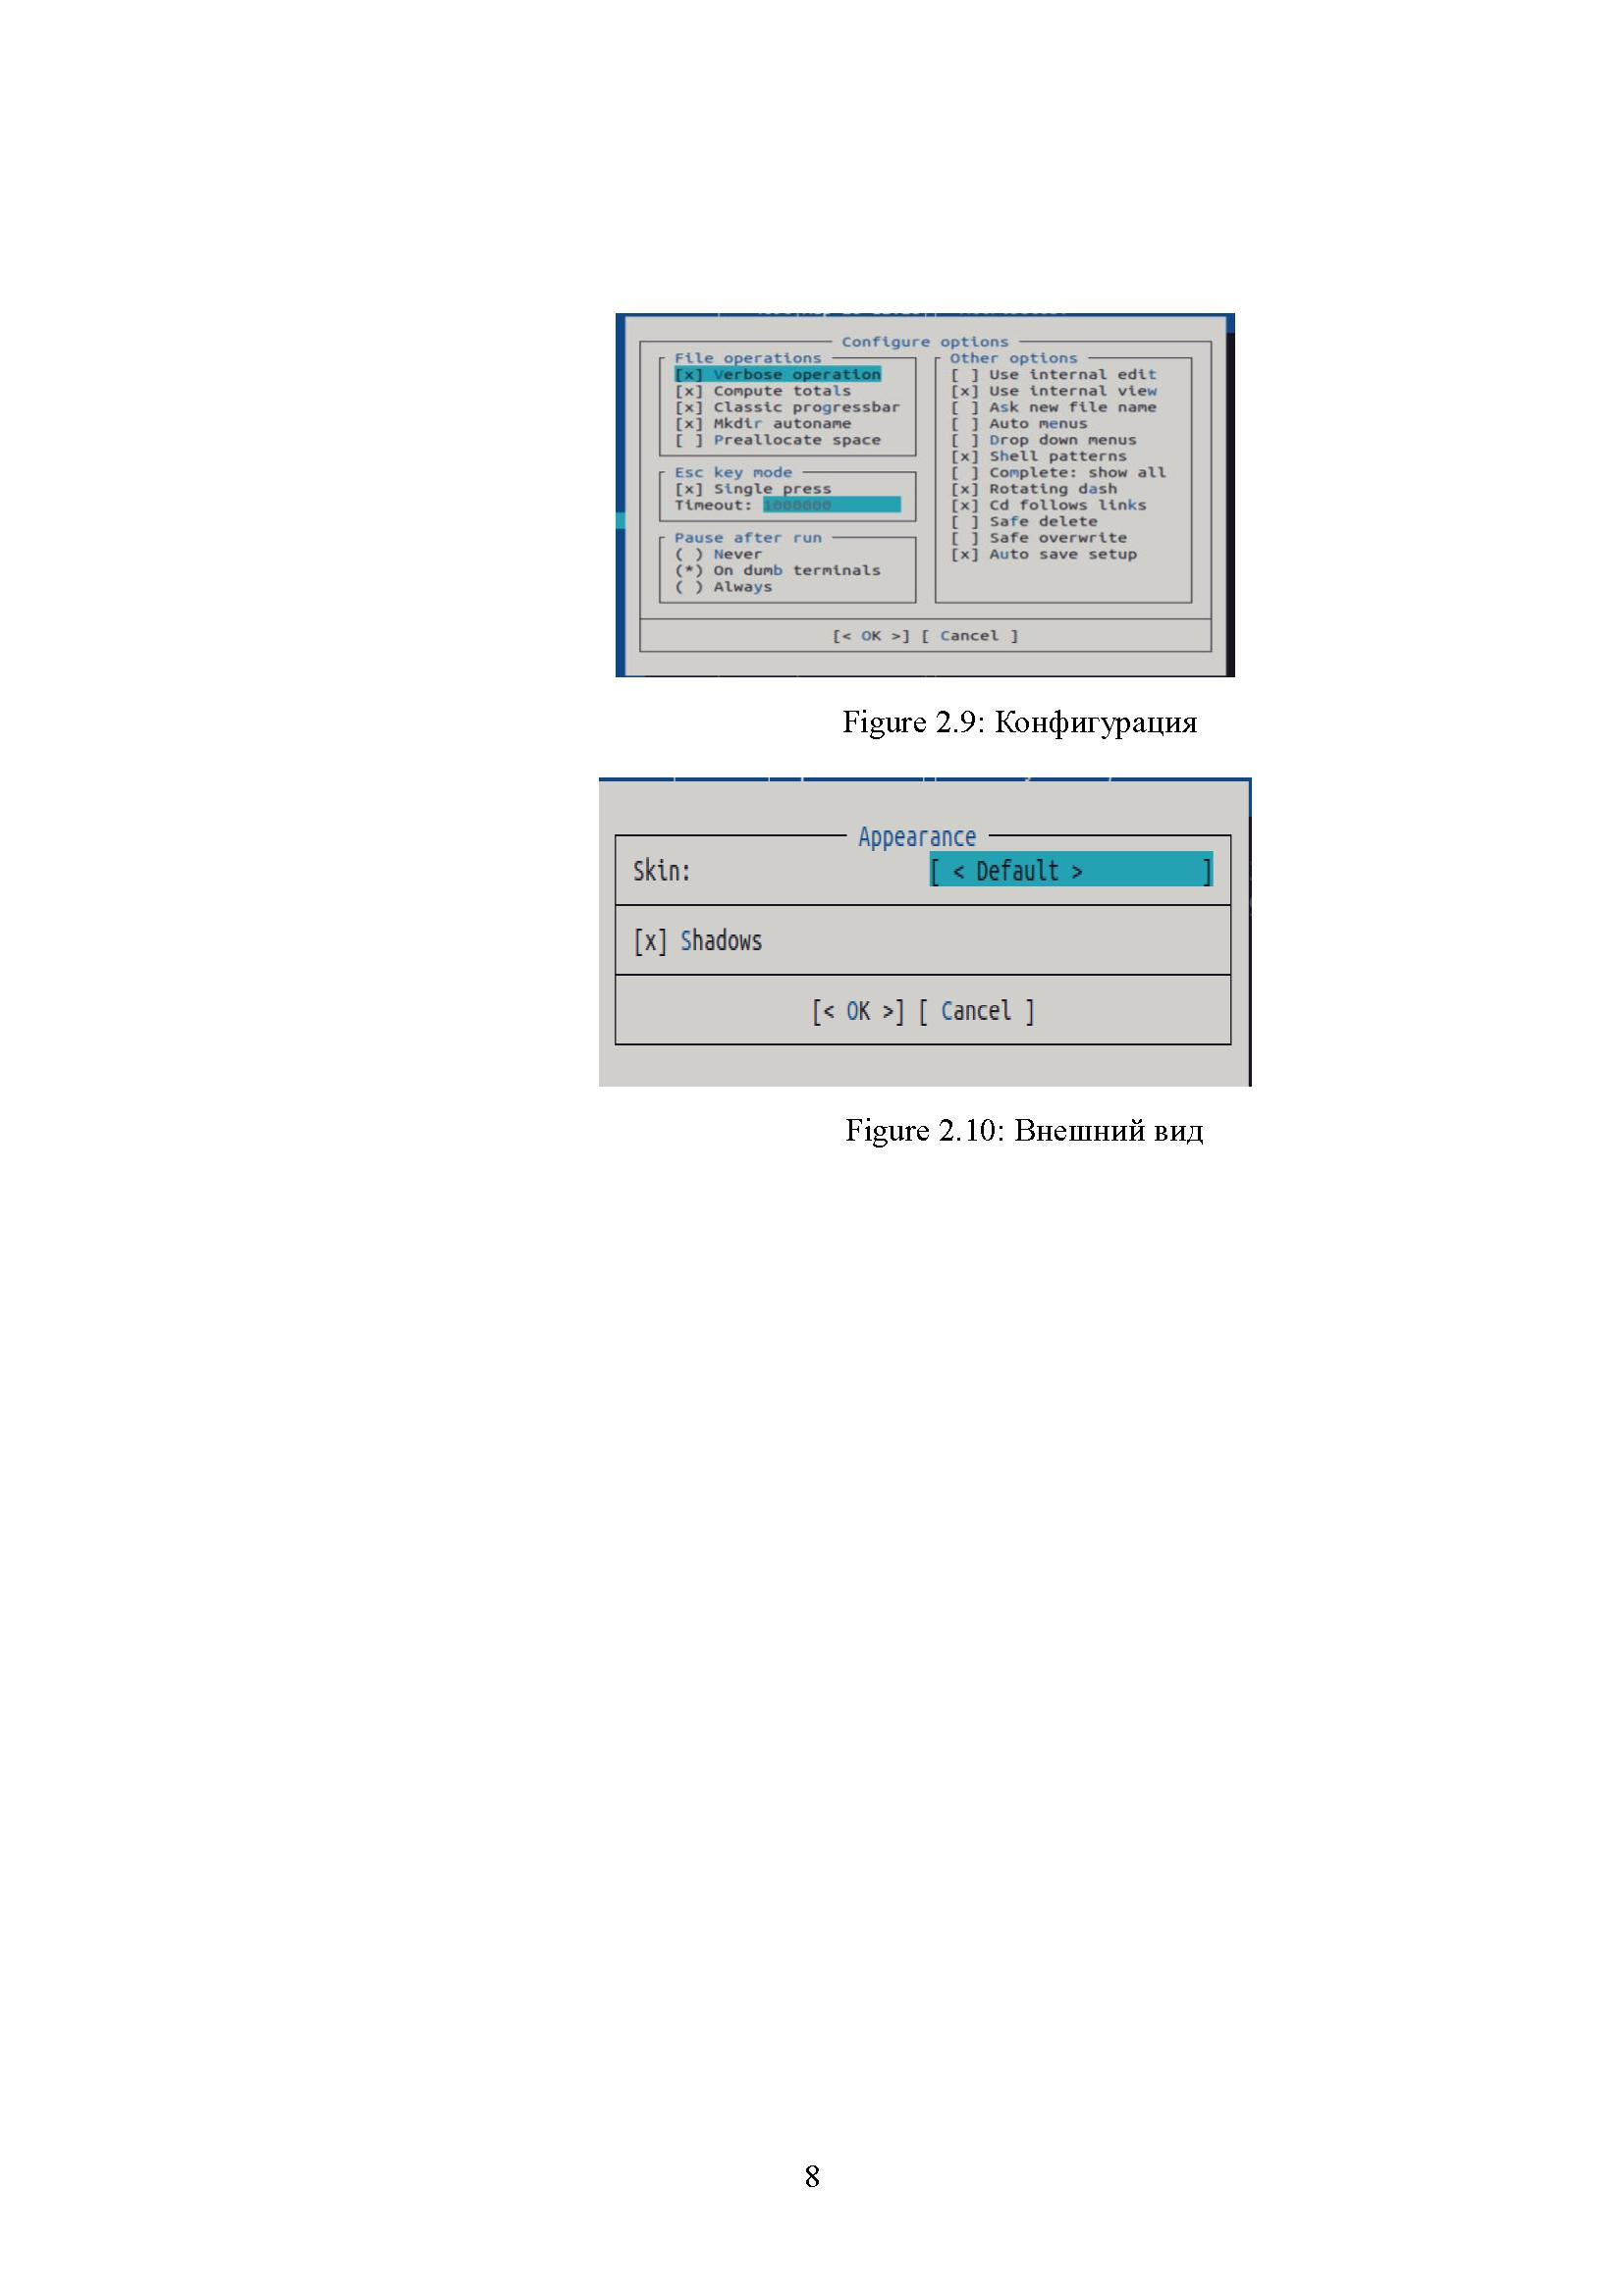 Configure options
File operations
[x] Verbose operation
[x] Compute totals
[x] Classic progressbar
[x] Mkdir autoname
[ ] Preallocate space
Esc key mode
[x] Single press
Timeout: 1000000
Pause after run
( ) Never
(*) On dumb terminals
( ) Always
Other options
[ ] Use internal edit
[x] Use internal view
[ ] Ask new file name
[ ] Auto menus
[ ] Drop down menus
[x] Shell patterns
[ ] Complete: show all
[x] Rotating dash
[x] Cd follows links
[ ] Safe delete
[ ] Safe overwrite
[x] Auto save setup
[< OK >] [ Cancel ]
Figure 2.9: Конфигурация
Appearance
Skin: [ < Default > ]
[x] Shadows
[< OK >] [ Cancel ]
Figure 2.10: Внешний вид
8